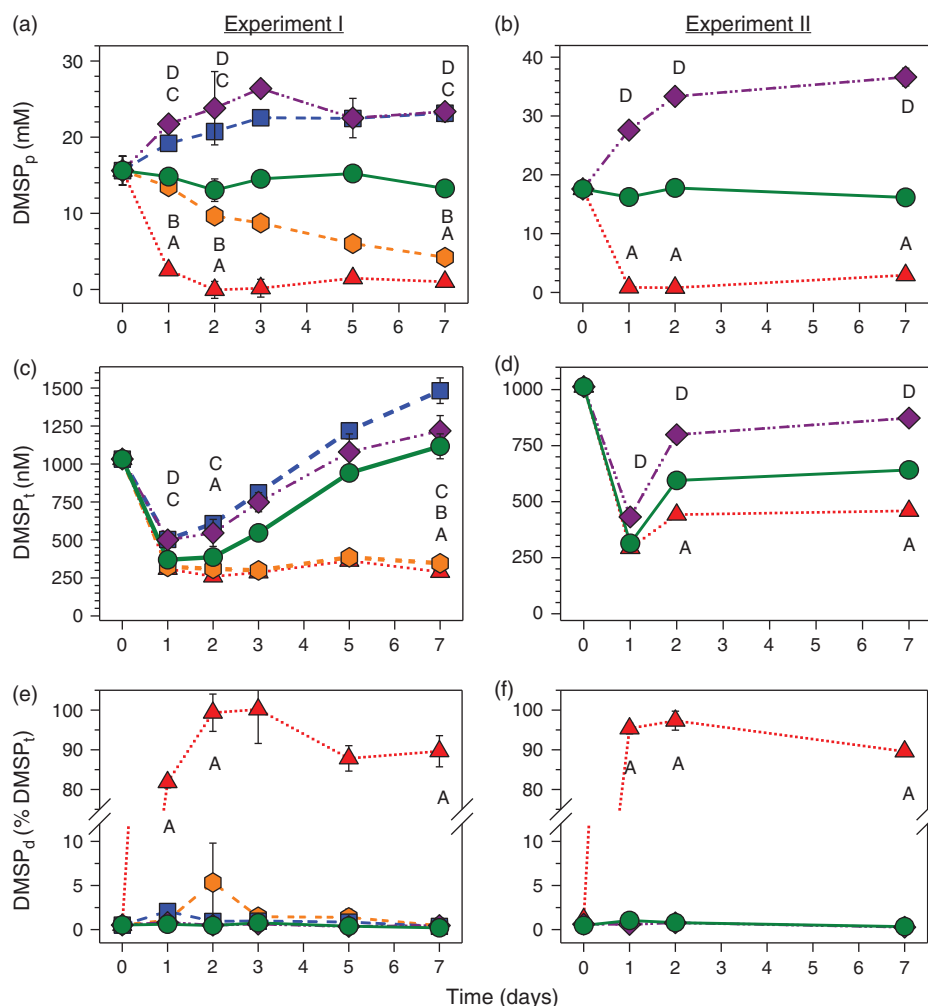 Experiment I
Experiment II
(a)
DMSPp (mM)
30
20
10
0
D
C
D
C
D
C
B
A
B
A
B
A
0 1 2 3 4 5 6 7
(b)
40
30
20
10
0
D
D
D
A
A
A
0 1 2 3 4 5 6 7
(c)
DMSPt (nM)
1500
1250
1000
750
500
250
0
D
C
C
A
C
B
A
0 1 2 3 4 5 6 7
(d)
1000
750
500
250
0
D
D
D
A
A
0 1 2 3 4 5 6 7
(e)
DMSPd (% DMSPt)
100
90
80
10
5
0
A
A
A
0 1 2 3 4 5 6 7
(f)
100
90
80
10
5
0
A
A
A
0 1 2 3 4 5 6 7
Time (days)